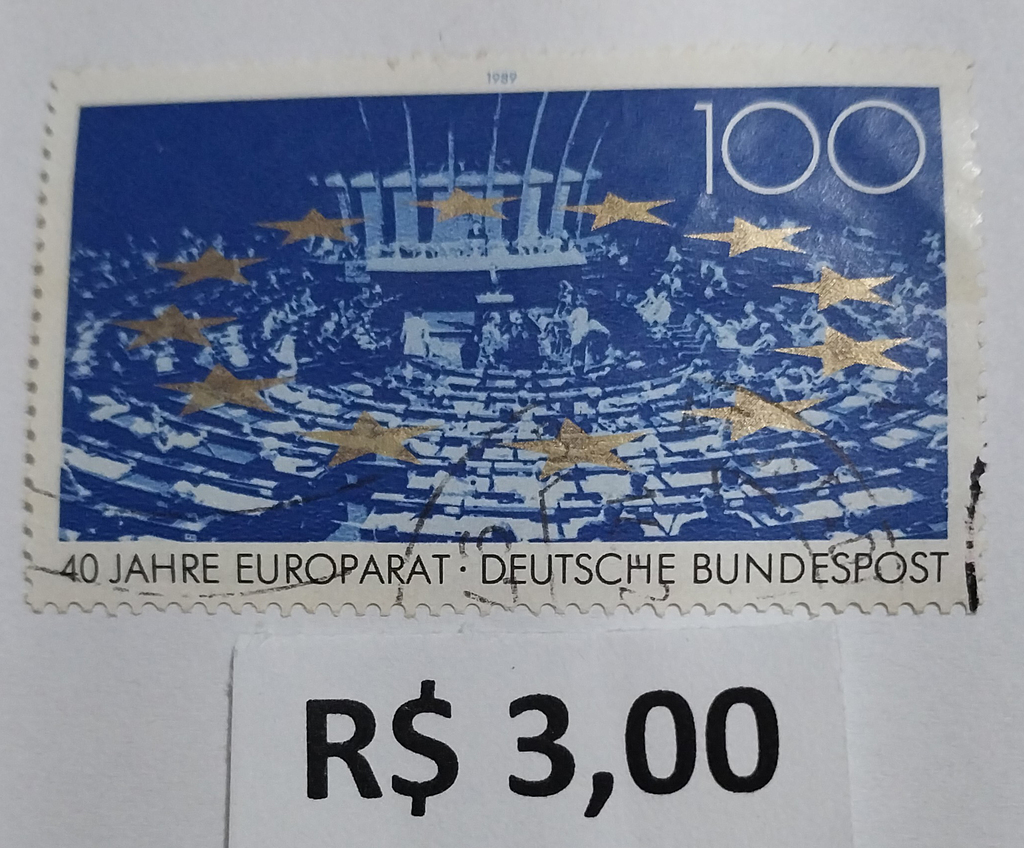 1989
100
40 JAHRE EUROPARAT · DEUTSCHE BUNDESPOST
R$ 3,00